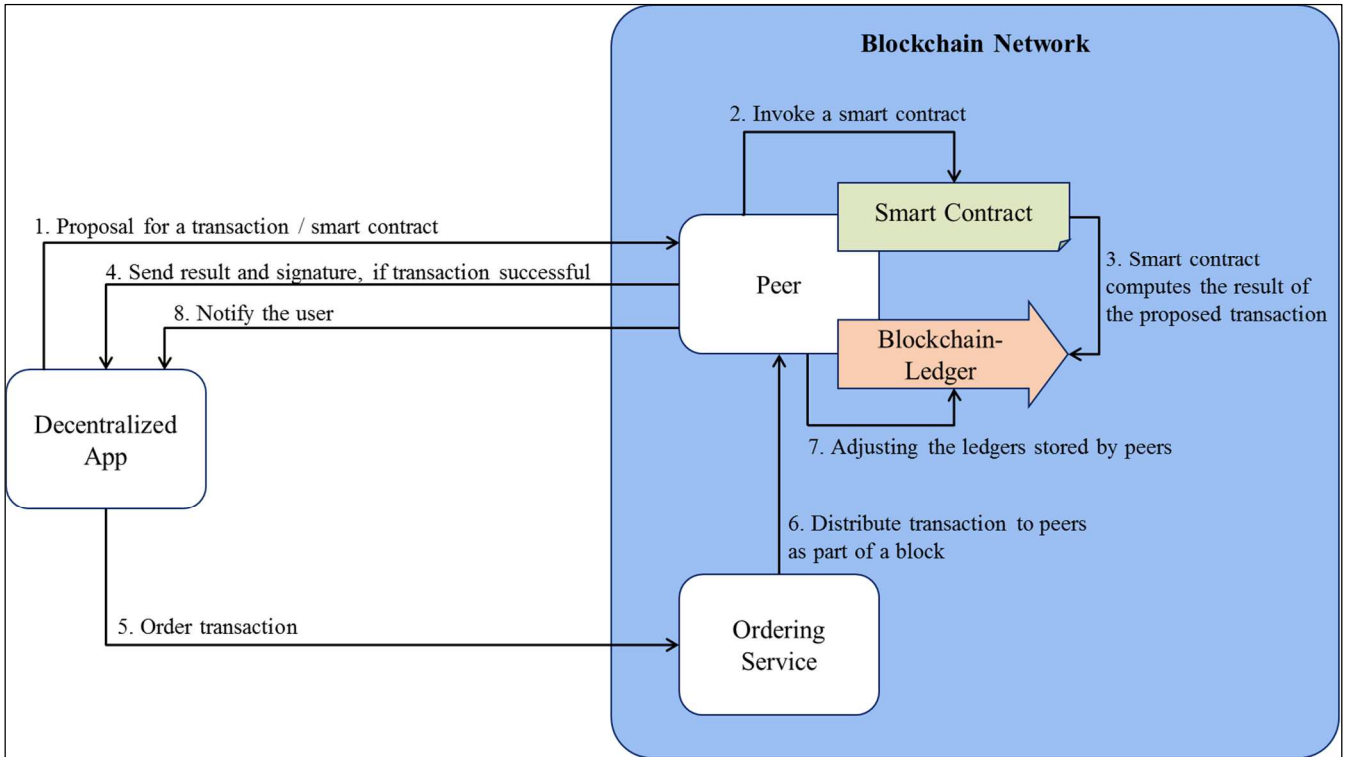 Blockchain Network
2. Invoke a smart contract
Smart Contract
1. Proposal for a transaction / smart contract
3. Smart contract
computes the result of
the proposed transaction
4. Send result and signature, if transaction successful
Peer
8. Notify the user
Blockchain-
Ledger
Decentralized
App
7. Adjusting the ledgers stored by peers
6. Distribute transaction to peers
as part of a block
5. Order transaction
Ordering
Service